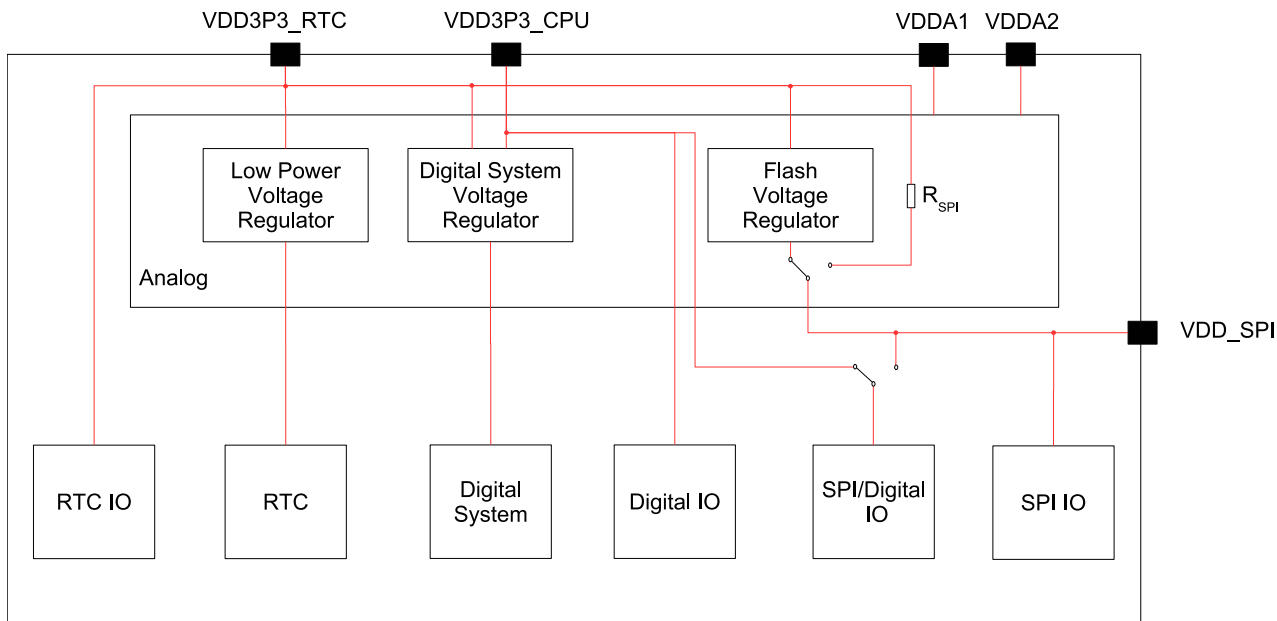 VDD3P3_RTC
VDD3P3_CPU
VDDA1
VDDA2
Low Power
Voltage
Regulator
Digital System
Voltage
Regulator
Flash
Voltage
Regulator
RSPI
Analog
VDD_SPI
RTC IO
RTC
Digital
System
Digital IO
SPI/Digital
IO
SPI IO